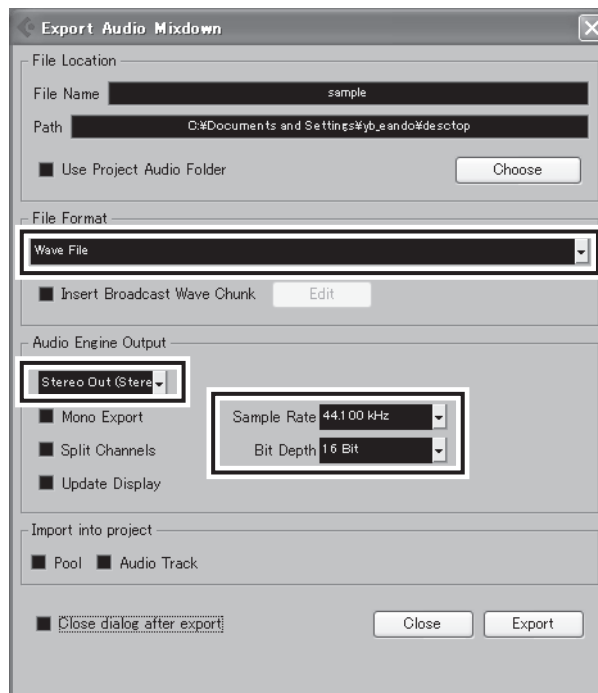 Export Audio Mixdown
File Location
File Name sample
Path C:¥Documents and Settings¥yb_eando¥desctop
Use Project Audio Folder Choose
File Format
Wave File
Insert Broadcast Wave Chunk Edit
Audio Engine Output
Stereo Out (Stere
Mono Export Sample Rate 44.100 kHz
Split Channels Bit Depth 16 Bit
Update Display
Import into project
Pool Audio Track
Close dialog after export Close Export